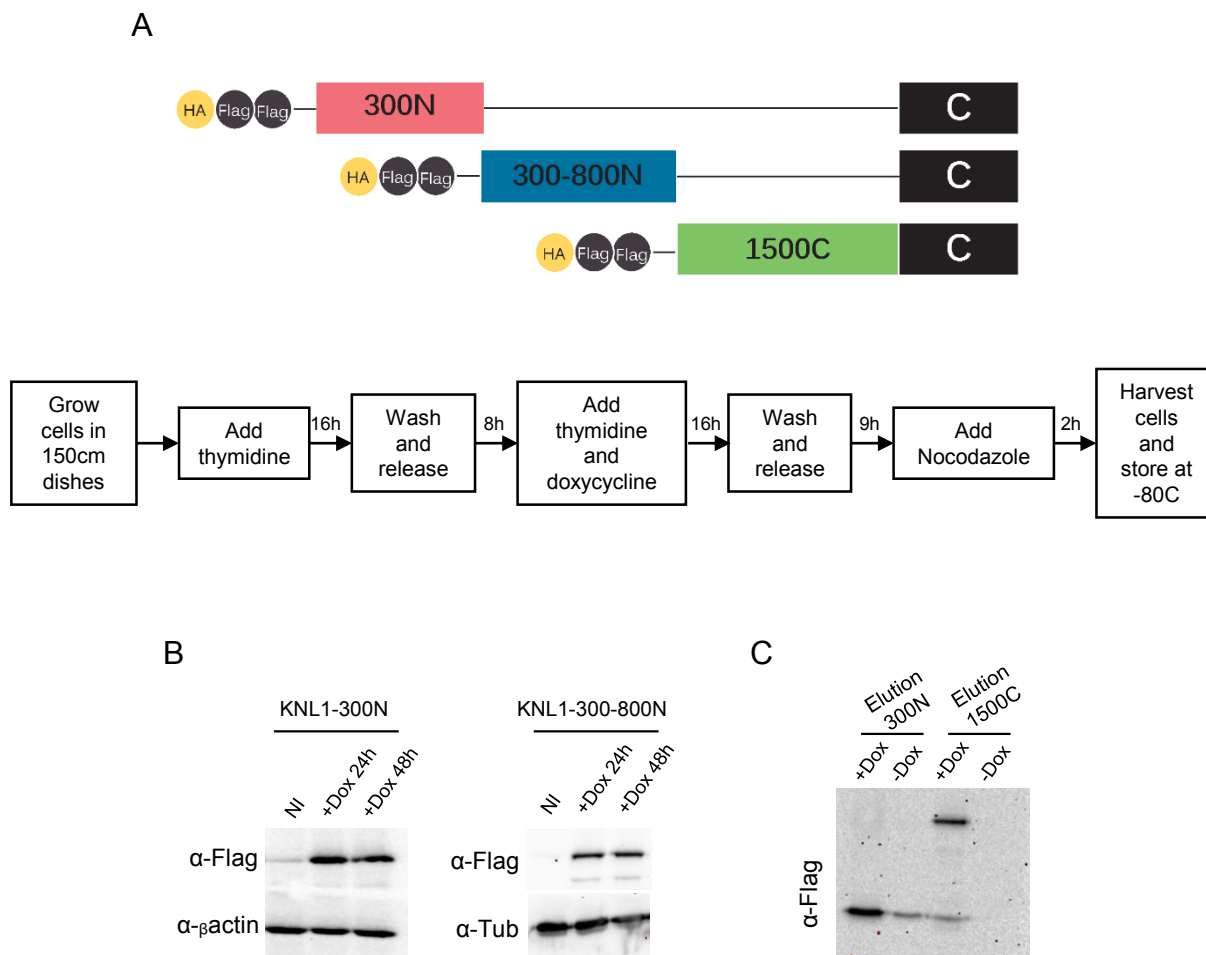 A
HA Flag Flag 300N C
HA Flag Flag 300-800N C
HA Flag Flag 1500C C
Grow
cells in
150cm
dishes
Add
thymidine
16h
Wash
and
release
8h
Add
thymidine
and
doxycycline
16h
Wash
and
release
9h
Add
Nocodazole
2h
Harvest
cells
and
store at
-80C
B
KNL1-300N
NI
+Dox 24h
+Dox 48h
α-Flag
α-βactin
KNL1-300-800N
NI
+Dox 24h
+Dox 48h
α-Flag
α-Tub
C
Elution
300N
Elution
1500C
+Dox
-Dox
+Dox
-Dox
α-Flag